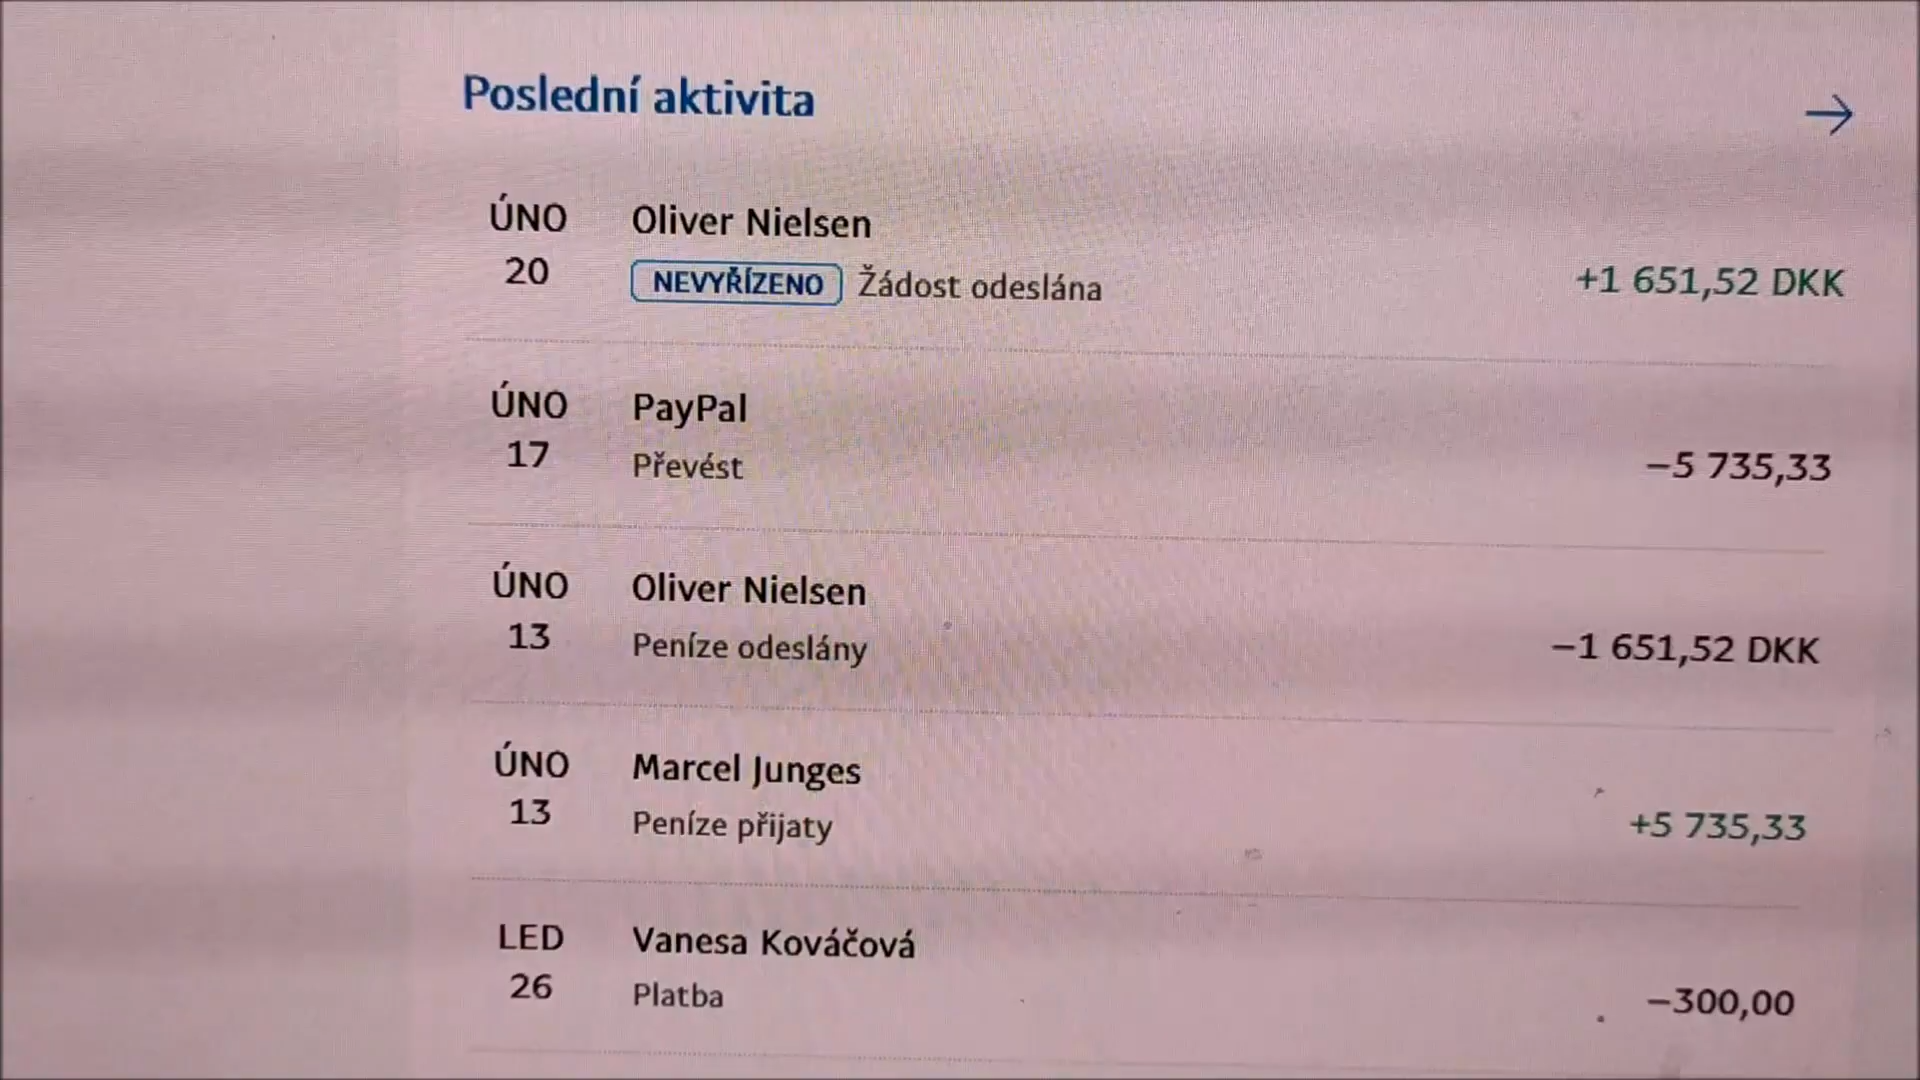 Poslední aktivita
ÚNO Oliver Nielsen
20 NEVYŘÍZENO Žádost odeslána +1 651,52 DKK
ÚNO PayPal
17 Převést −5 735,33
ÚNO Oliver Nielsen
13 Peníze odeslány −1 651,52 DKK
ÚNO Marcel Junges
13 Peníze přijaty +5 735,33
LED Vanesa Kováčová
26 Platba −300,00